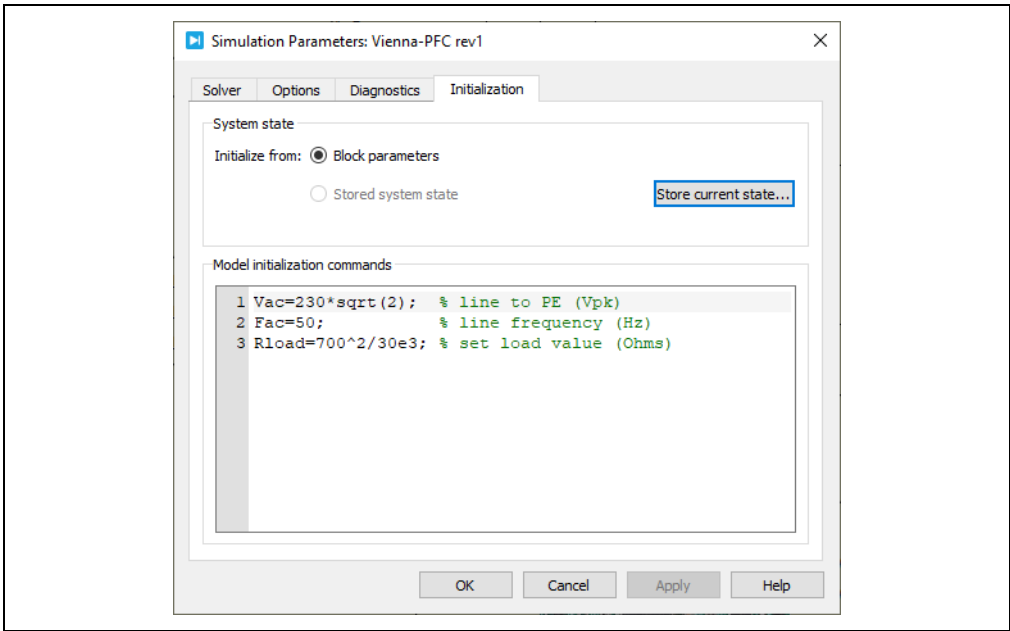 Simulation Parameters: Vienna-PFC rev1
Solver Options Diagnostics Initialization
System state
Initialize from: Block parameters
Stored system state Store current state...
Model initialization commands
1 Vac=230*sqrt(2);  % line to PE (Vpk)
2 Fac=50;           % line frequency (Hz)
3 Rload=700^2/30e3; % set load value (Ohms)
OK Cancel Apply Help